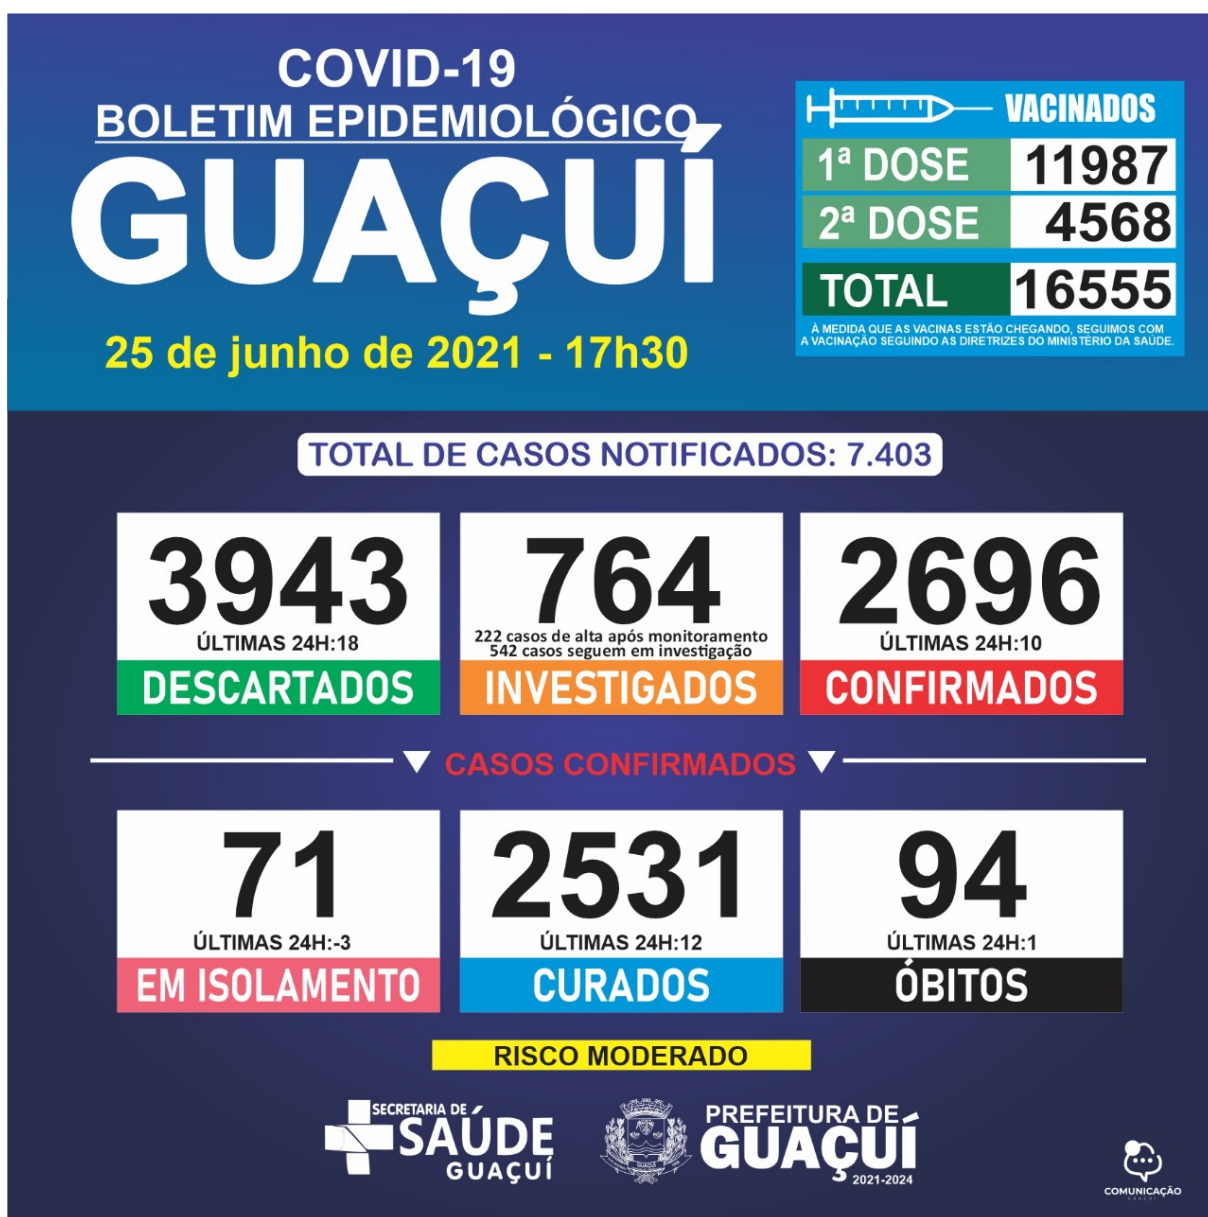 COVID-19
BOLETIM EPIDEMIOLÓGICO
GUAÇUÍ
25 de junho de 2021 - 17h30
VACINADOS
1ª DOSE 11987
2ª DOSE 4568
TOTAL 16555
À MEDIDA QUE AS VACINAS ESTÃO CHEGANDO, SEGUIMOS COM
A VACINAÇÃO SEGUINDO AS DIRETRIZES DO MINISTÉRIO DA SAÚDE.
TOTAL DE CASOS NOTIFICADOS: 7.403
3943
ÚLTIMAS 24H:18
DESCARTADOS
764
222 casos de alta após monitoramento
542 casos seguem em investigação
INVESTIGADOS
2696
ÚLTIMAS 24H:10
CONFIRMADOS
CASOS CONFIRMADOS
71
ÚLTIMAS 24H:-3
EM ISOLAMENTO
2531
ÚLTIMAS 24H:12
CURADOS
94
ÚLTIMAS 24H:1
ÓBITOS
RISCO MODERADO
SECRETARIA DE
SAÚDE
GUAÇUÍ
PREFEITURA DE
GUAÇUÍ
2021-2024
COMUNICAÇÃO